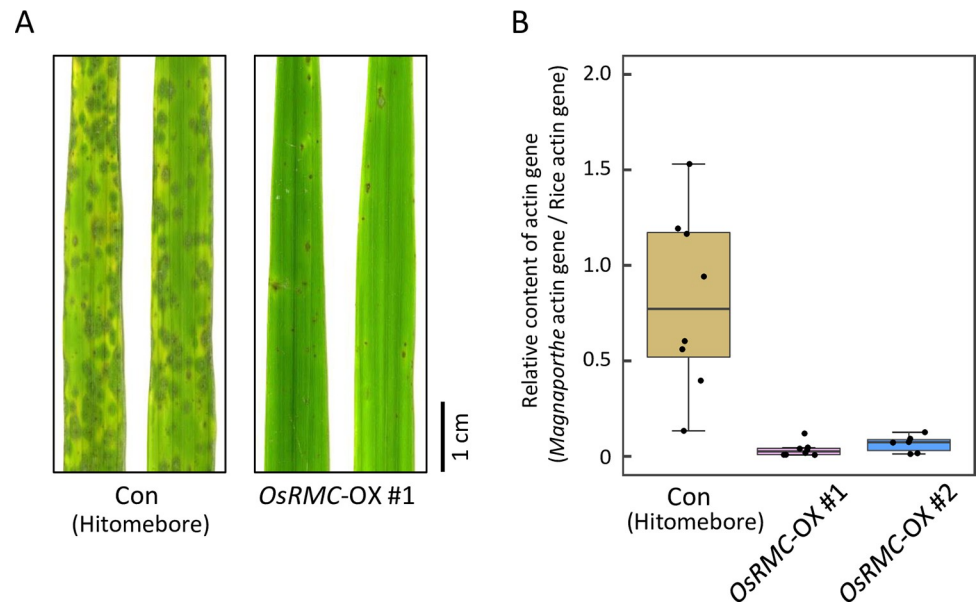 A
Con
(Hitomebore)
OsRMC-OX #1
1 cm
B
Relative content of actin gene
(Magnaporthe actin gene / Rice actin gene)
2.0
1.5
1.0
0.5
0
Con
(Hitomebore)
OsRMC-OX #1
OsRMC-OX #2